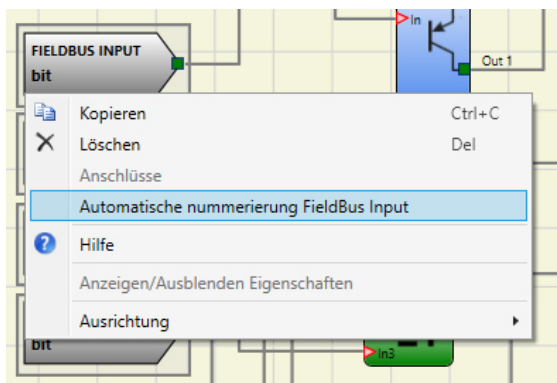 In
FIELDBUS INPUT
bit
Out 1
Kopieren Ctrl+C
Löschen Del
Anschlüsse
Automatische nummerierung FieldBus Input
Hilfe
Anzeigen/Ausblenden Eigenschaften
Ausrichtung
bit
In3